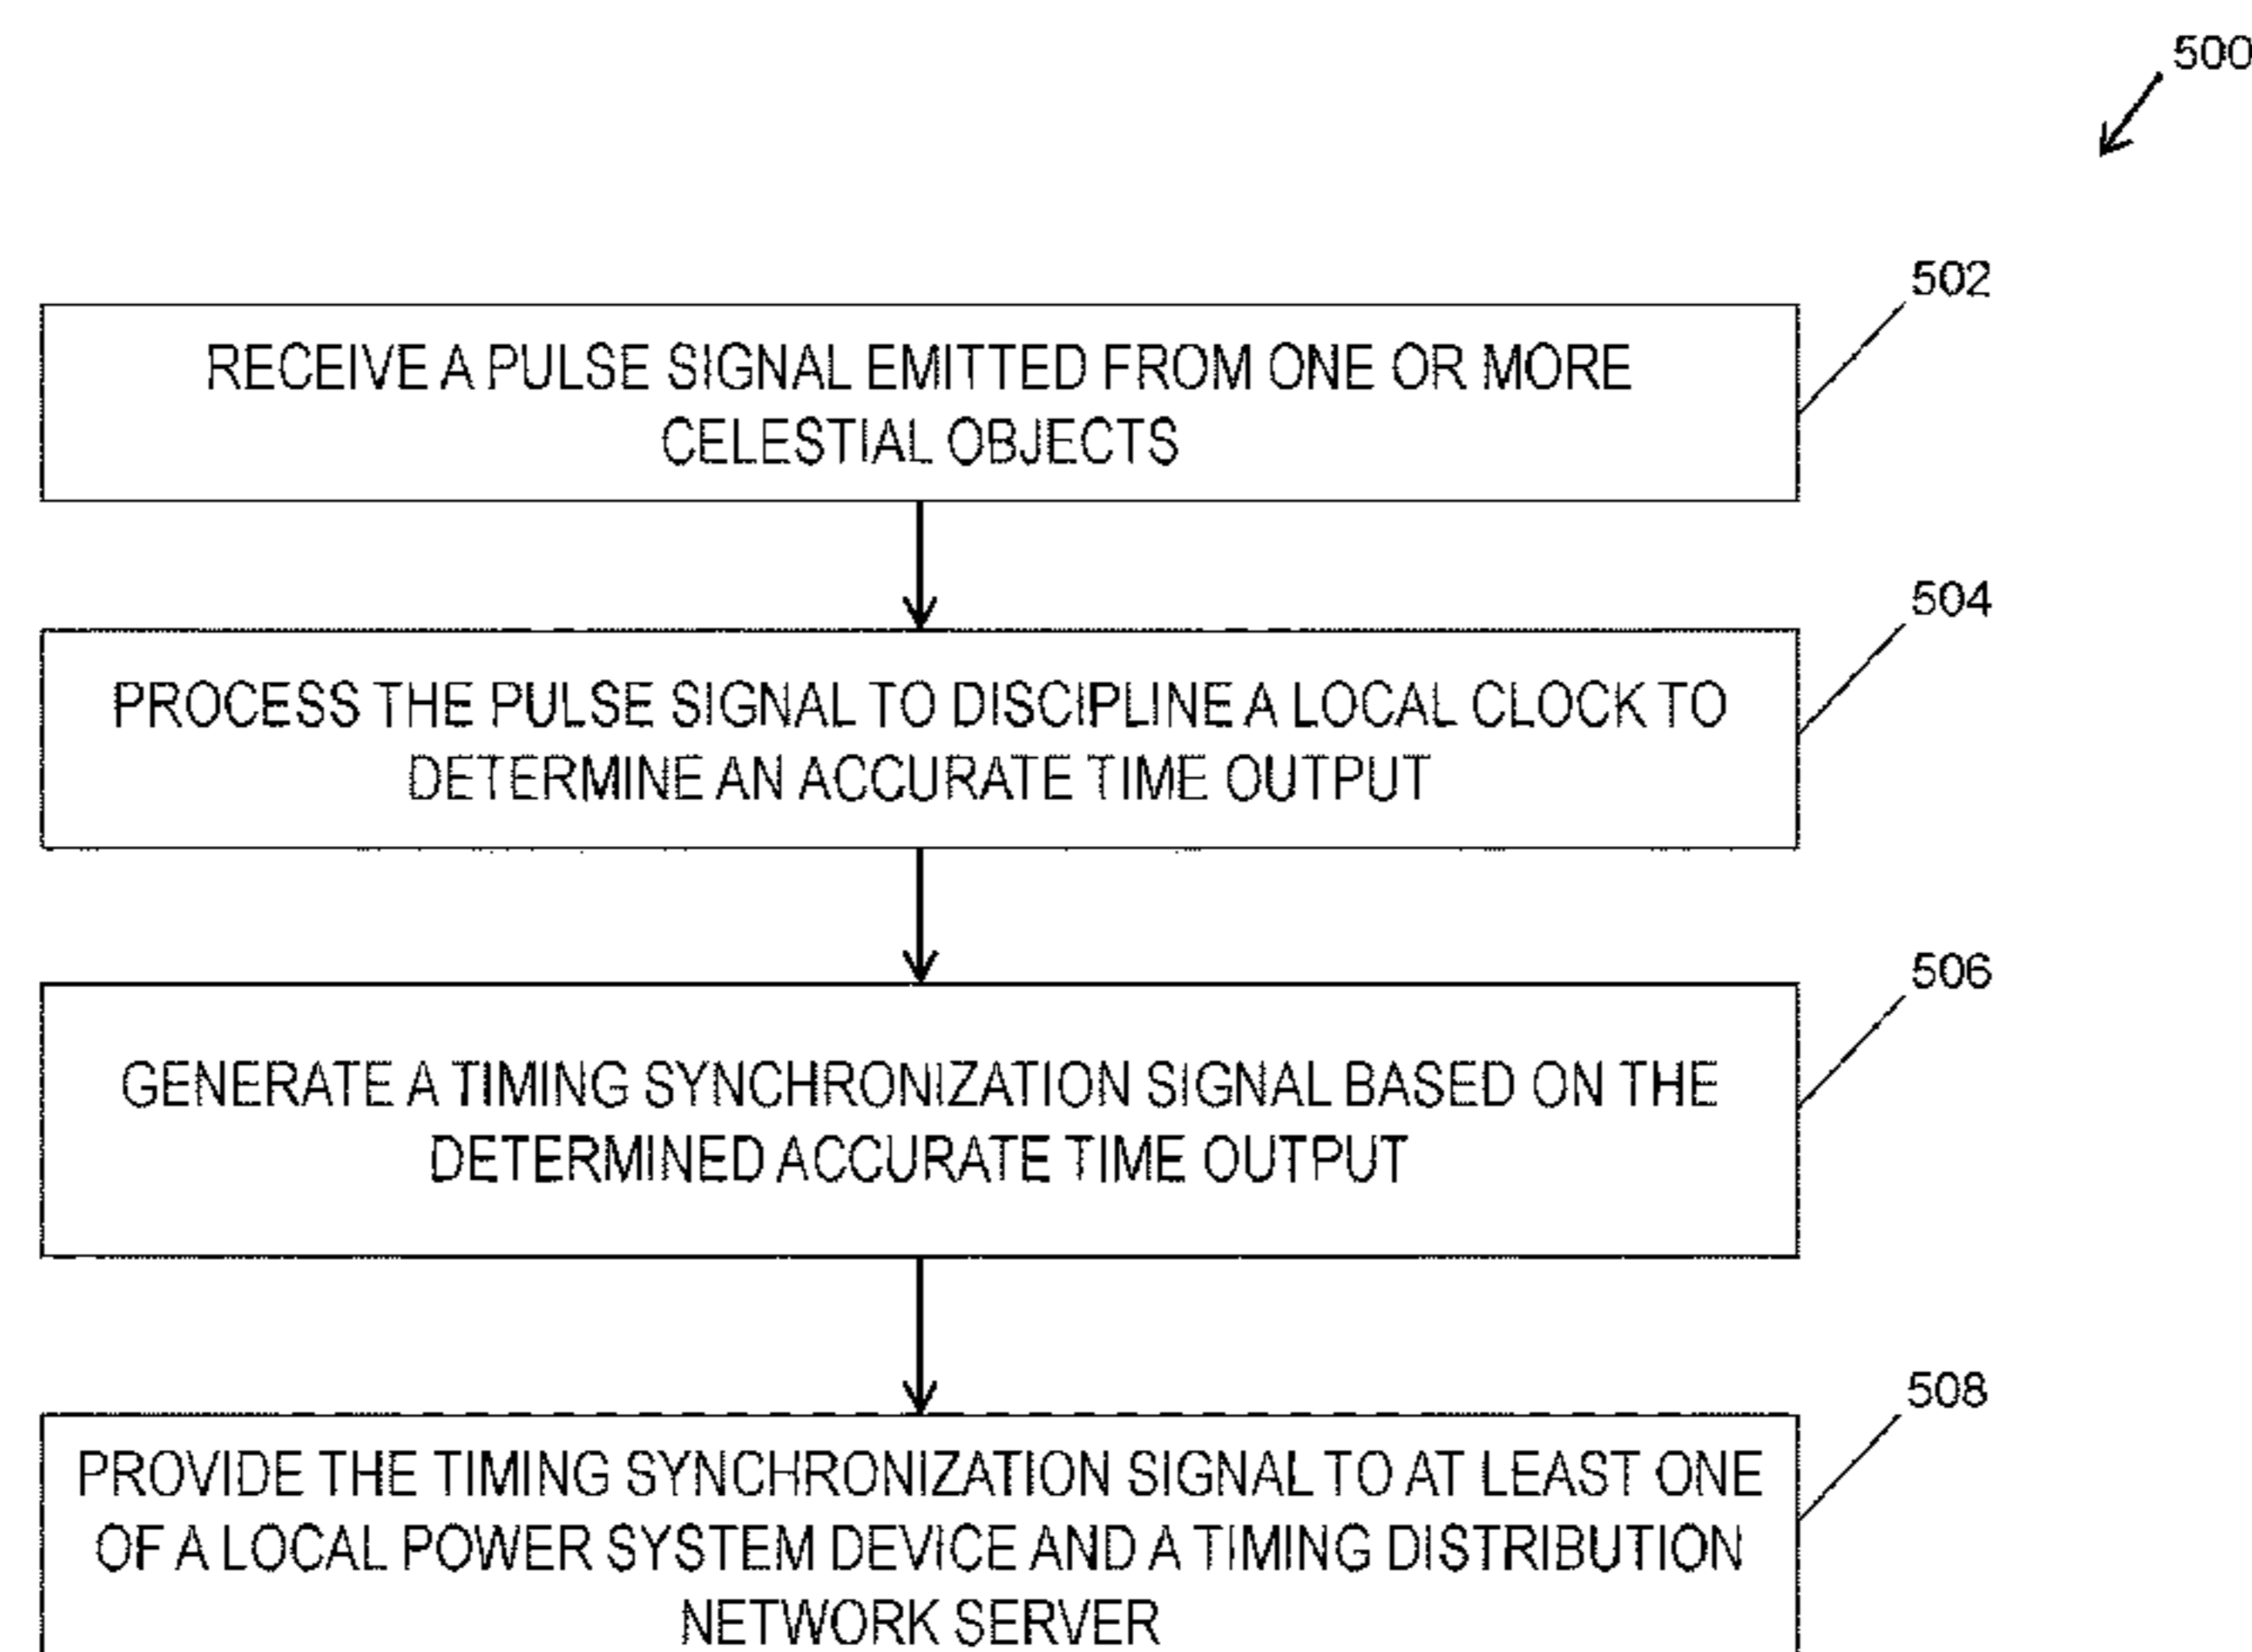 500
502
RECEIVE A PULSE SIGNAL EMITTED FROM ONE OR MORE
CELESTIAL OBJECTS
504
PROCESS THE PULSE SIGNAL TO DISCIPLINE A LOCAL CLOCK TO
DETERMINE AN ACCURATE TIME OUTPUT
506
GENERATE A TIMING SYNCHRONIZATION SIGNAL BASED ON THE
DETERMINED ACCURATE TIME OUTPUT
508
PROVIDE THE TIMING SYNCHRONIZATION SIGNAL TO AT LEAST ONE
OF A LOCAL POWER SYSTEM DEVICE AND A TIMING DISTRIBUTION
NETWORK SERVER